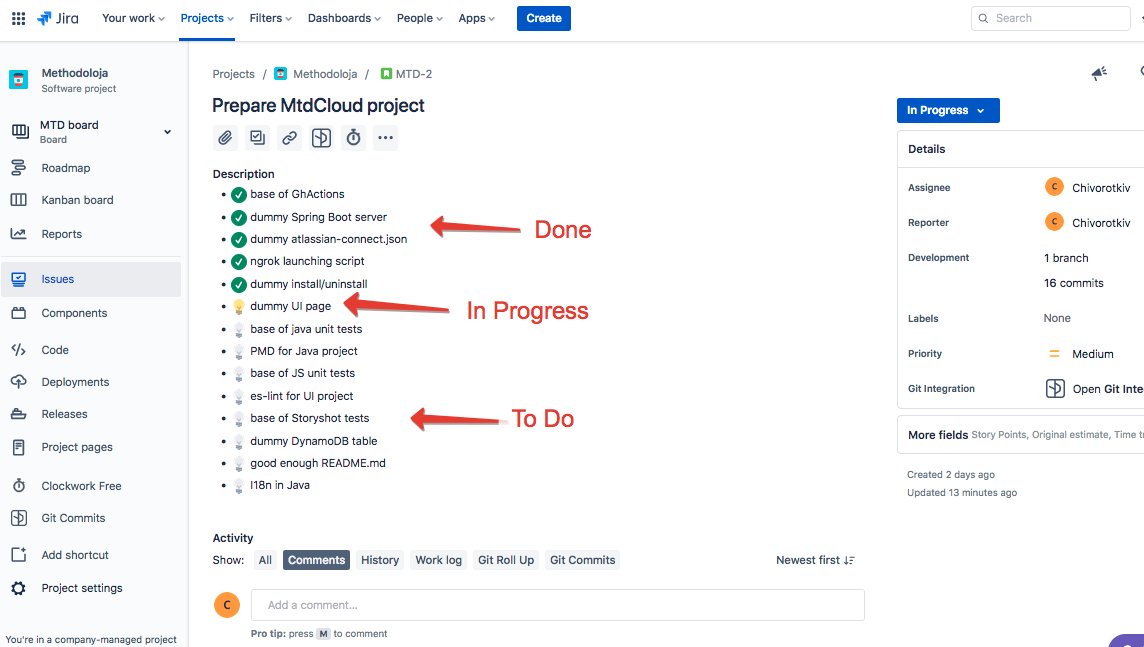 Jira
Your work
Projects
Filters
Dashboards
People
Apps
Create
Search
Methodoloja
Software project
MTD board
Board
Roadmap
Kanban board
Reports
Issues
Components
Code
Deployments
Releases
Project pages
Clockwork Free
Git Commits
Add shortcut
Project settings
You're in a company-managed project
Projects / Methodoloja / MTD-2
Prepare MtdCloud project
Description
base of GhActions
dummy Spring Boot server
dummy atlassian-connect.json
ngrok launching script
dummy install/uninstall
dummy UI page
base of java unit tests
PMD for Java project
base of JS unit tests
es-lint for UI project
base of Storyshot tests
dummy DynamoDB table
good enough README.md
I18n in Java
Done
In Progress
To Do
Activity
Show: All Comments History Work log Git Roll Up Git Commits
Newest first
C
Add a comment...
Pro tip: press M to comment
In Progress
Details
Assignee
C Chivorotkiv
Reporter
C Chivorotkiv
Development
1 branch
16 commits
Labels
None
Priority
Medium
Git Integration
Open Git Inte
More fields Story Points, Original estimate, Time tr
Created 2 days ago
Updated 13 minutes ago